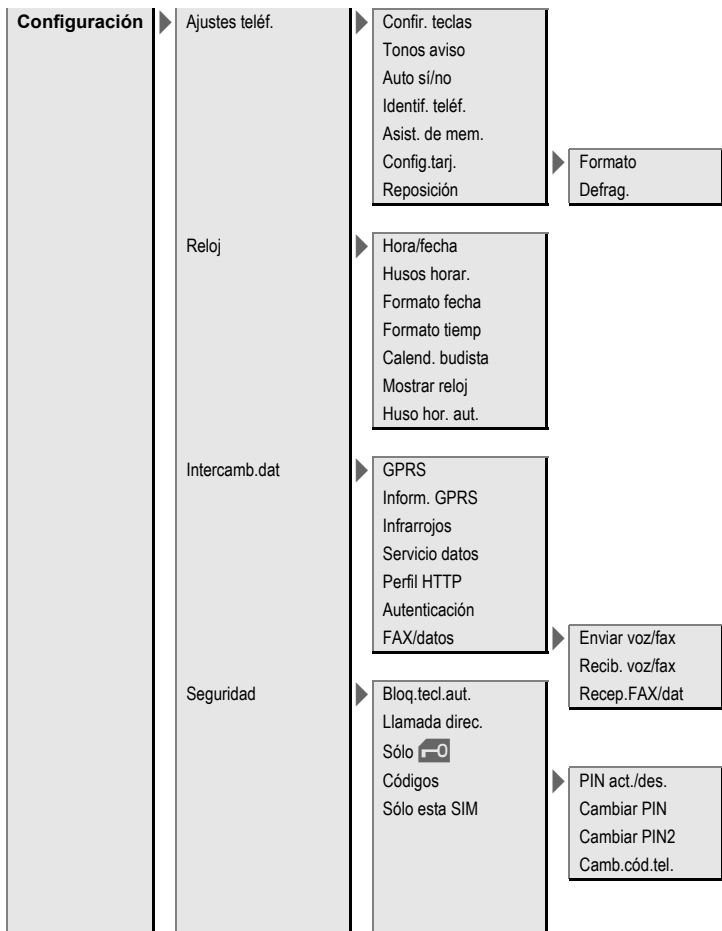 Configuración
Ajustes teléf.
Confir. teclas
Tonos aviso
Auto sí/no
Identif. teléf.
Asist. de mem.
Config.tarj.
Formato
Defrag.
Reposición
Reloj
Hora/fecha
Husos horar.
Formato fecha
Formato tiemp
Calend. budista
Mostrar reloj
Huso hor. aut.
Intercamb.dat
GPRS
Inform. GPRS
Infrarrojos
Servicio datos
Perfil HTTP
Autenticación
FAX/datos
Enviar voz/fax
Recib. voz/fax
Recep.FAX/dat
Seguridad
Bloq.tecl.aut.
Llamada direc.
Sólo
Códigos
PIN act./des.
Cambiar PIN
Cambiar PIN2
Camb.cód.tel.
Sólo esta SIM